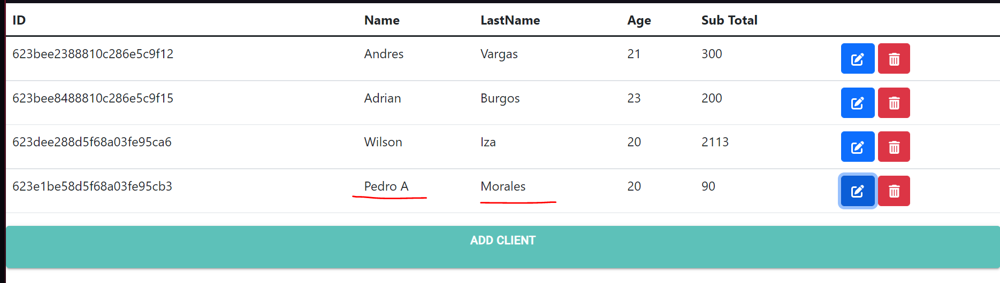 ID Name LastName Age Sub Total
623bee2388810c286e5c9f12 Andres Vargas 21 300
623bee8488810c286e5c9f15 Adrian Burgos 23 200
623dee288d5f68a03fe95ca6 Wilson Iza 20 2113
623e1be58d5f68a03fe95cb3 Pedro A Morales 20 90
ADD CLIENT